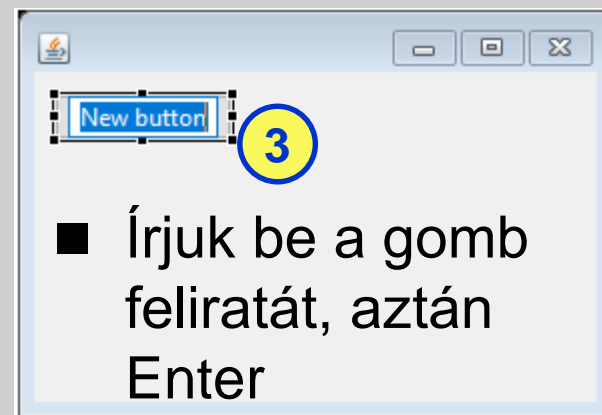 New button
3
Írjuk be a gomb
feliratát, aztán
Enter